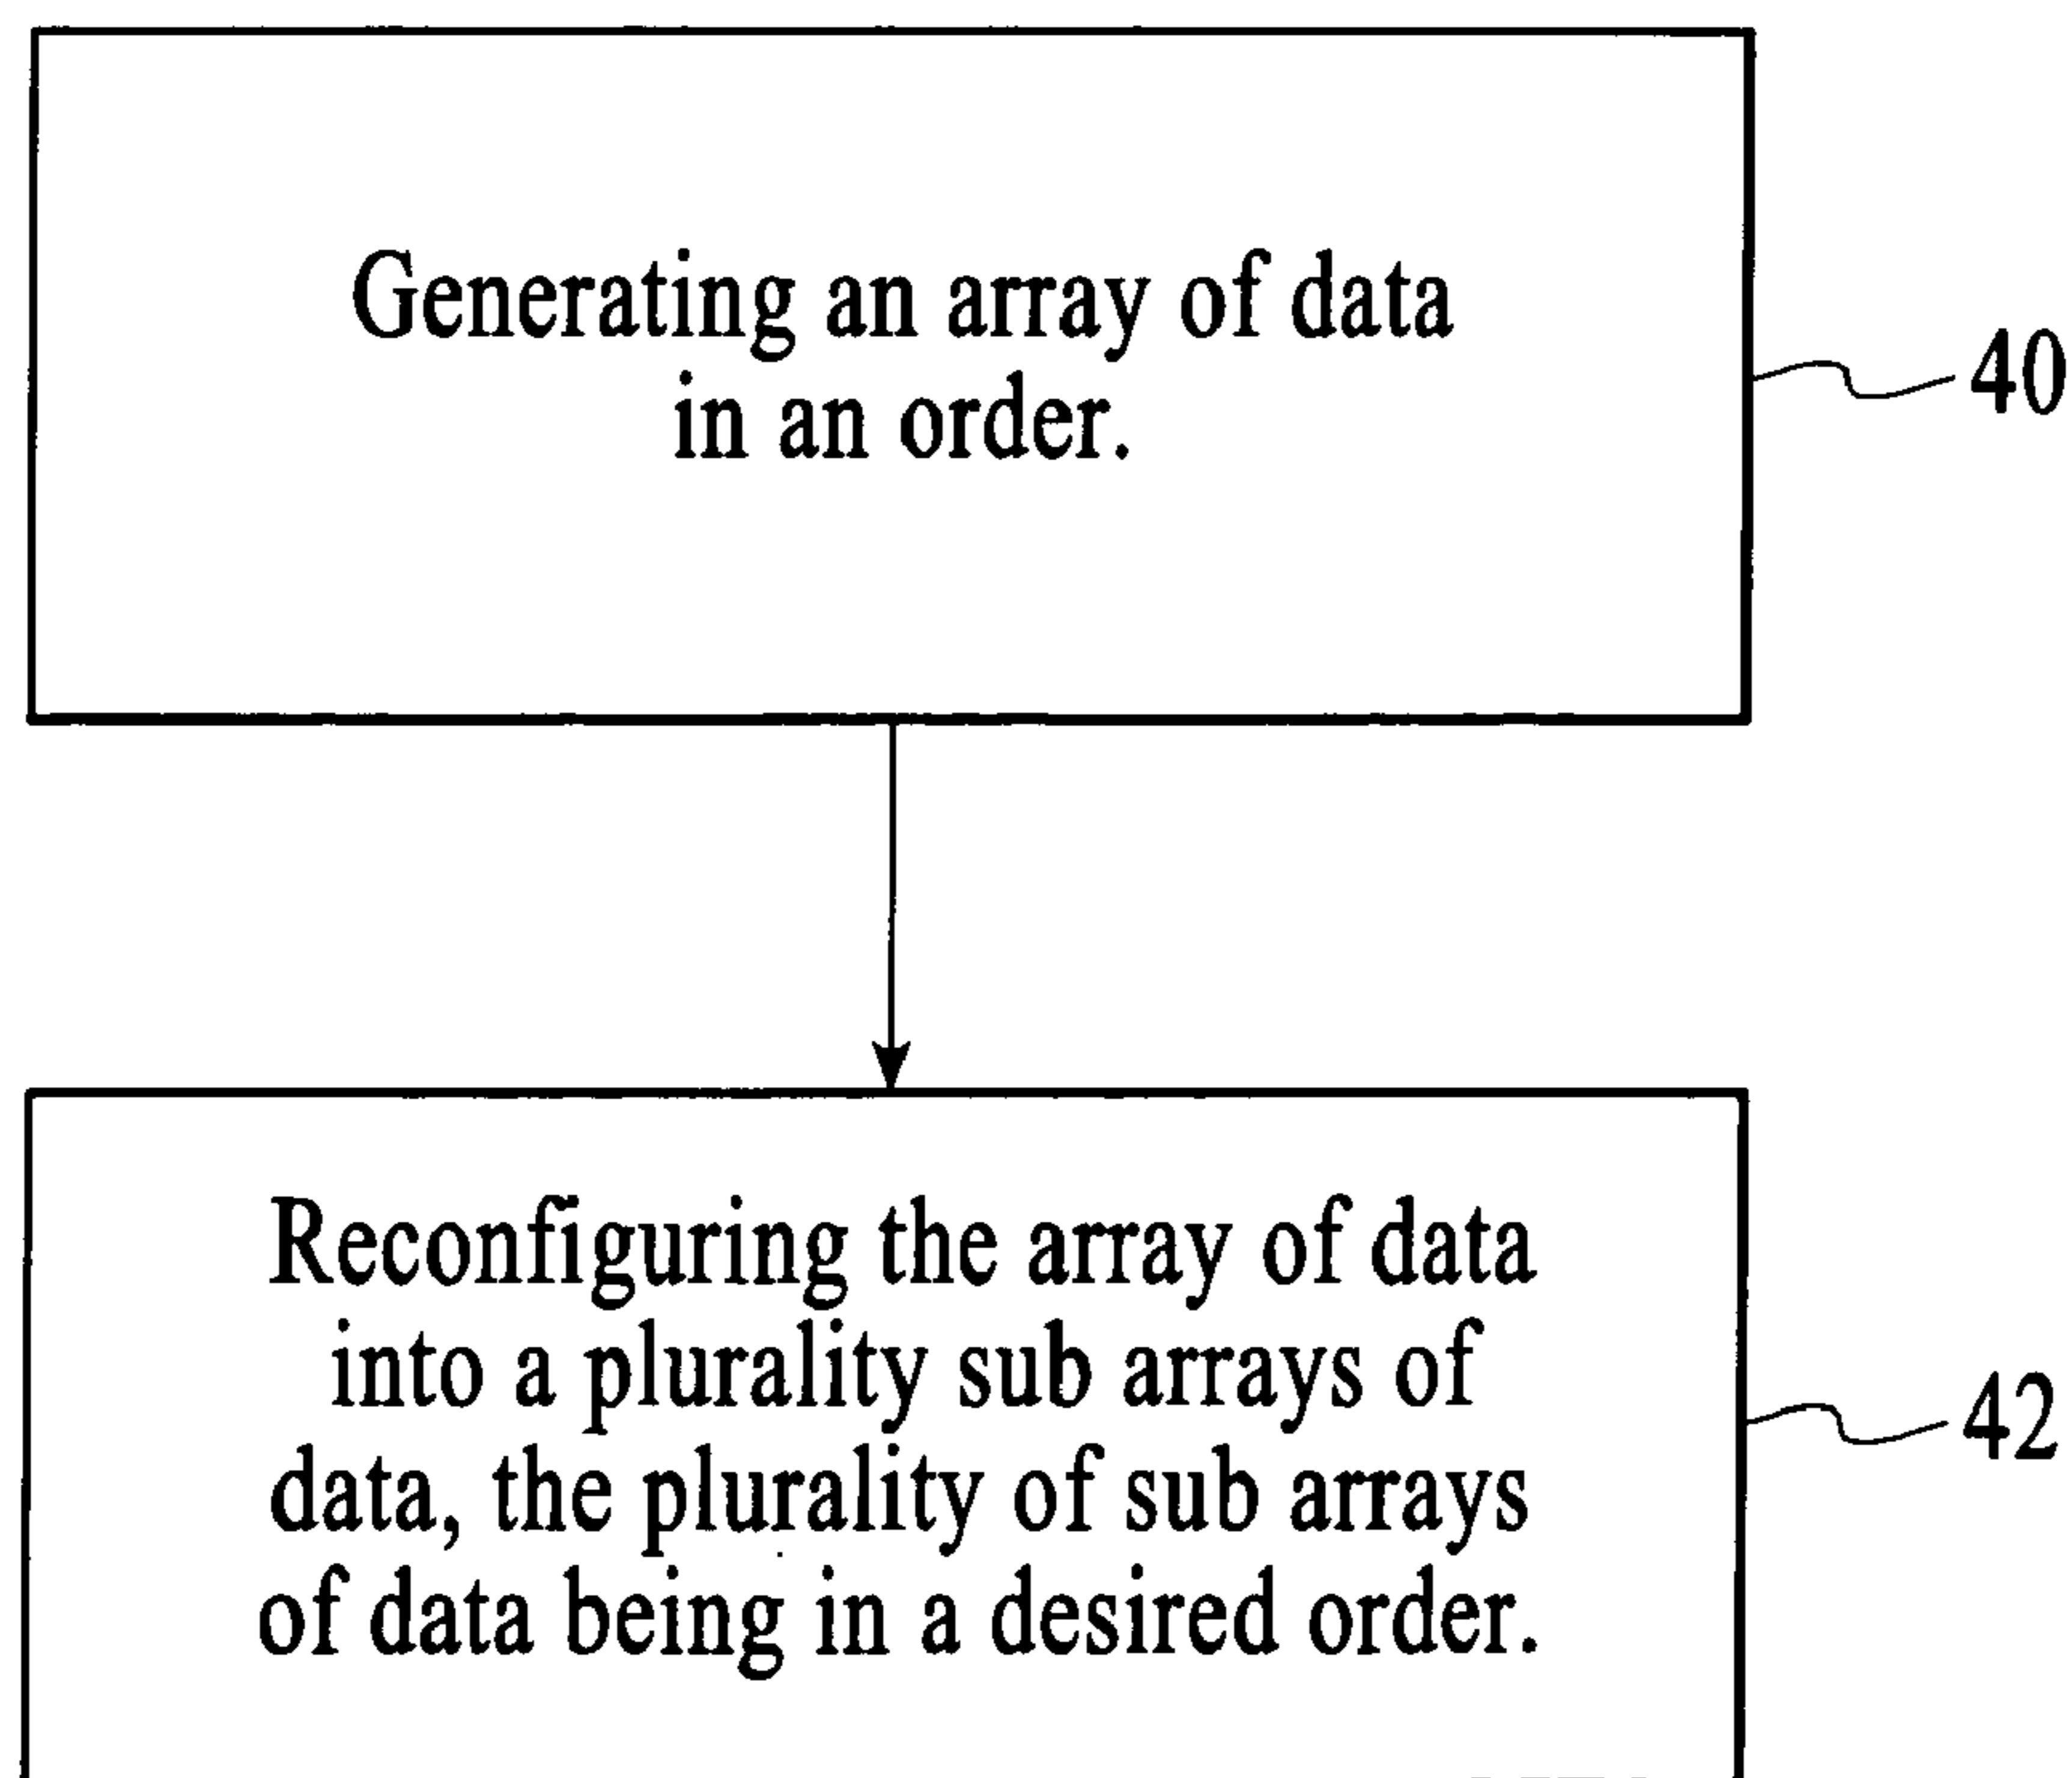 Generating an array of data
in an order.
40
Reconfiguring the array of data
into a plurality sub arrays of
data, the plurality of sub arrays
of data being in a desired order.
42